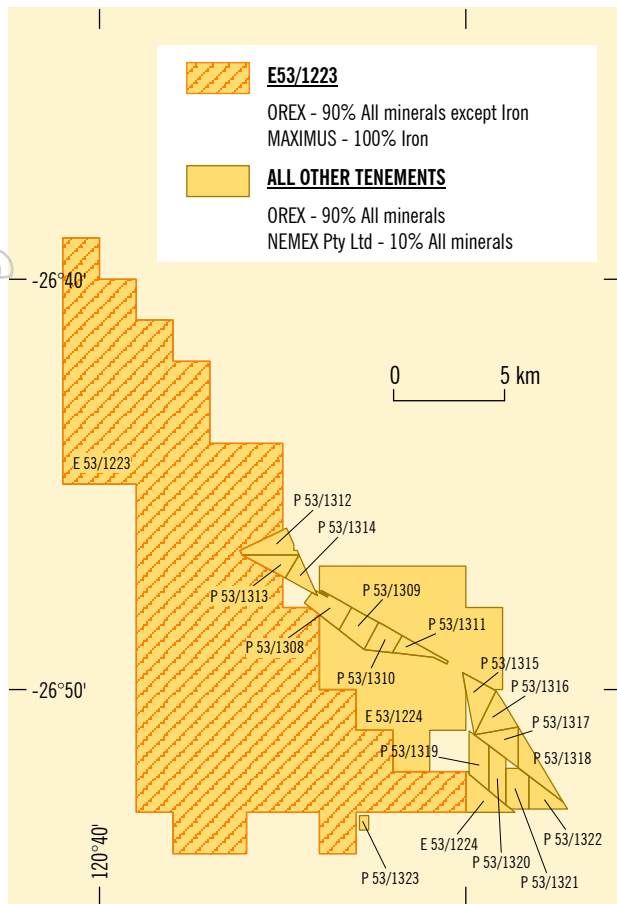 E53/1223
OREX - 90% All minerals except Iron
MAXIMUS - 100% Iron
ALL OTHER TENEMENTS
OREX - 90% All minerals
NEMEX Pty Ltd - 10% All minerals
-26°40'
0 5 km
E 53/1223
P 53/1312
P 53/1314
P 53/1313
P 53/1309
P 53/1308
P 53/1311
P 53/1310
P 53/1315
P 53/1316
-26°50'
E 53/1224
P 53/1317
P 53/1319
P 53/1318
120°40'
E 53/1224
P 53/1322
P 53/1320
P 53/1323
P 53/1321